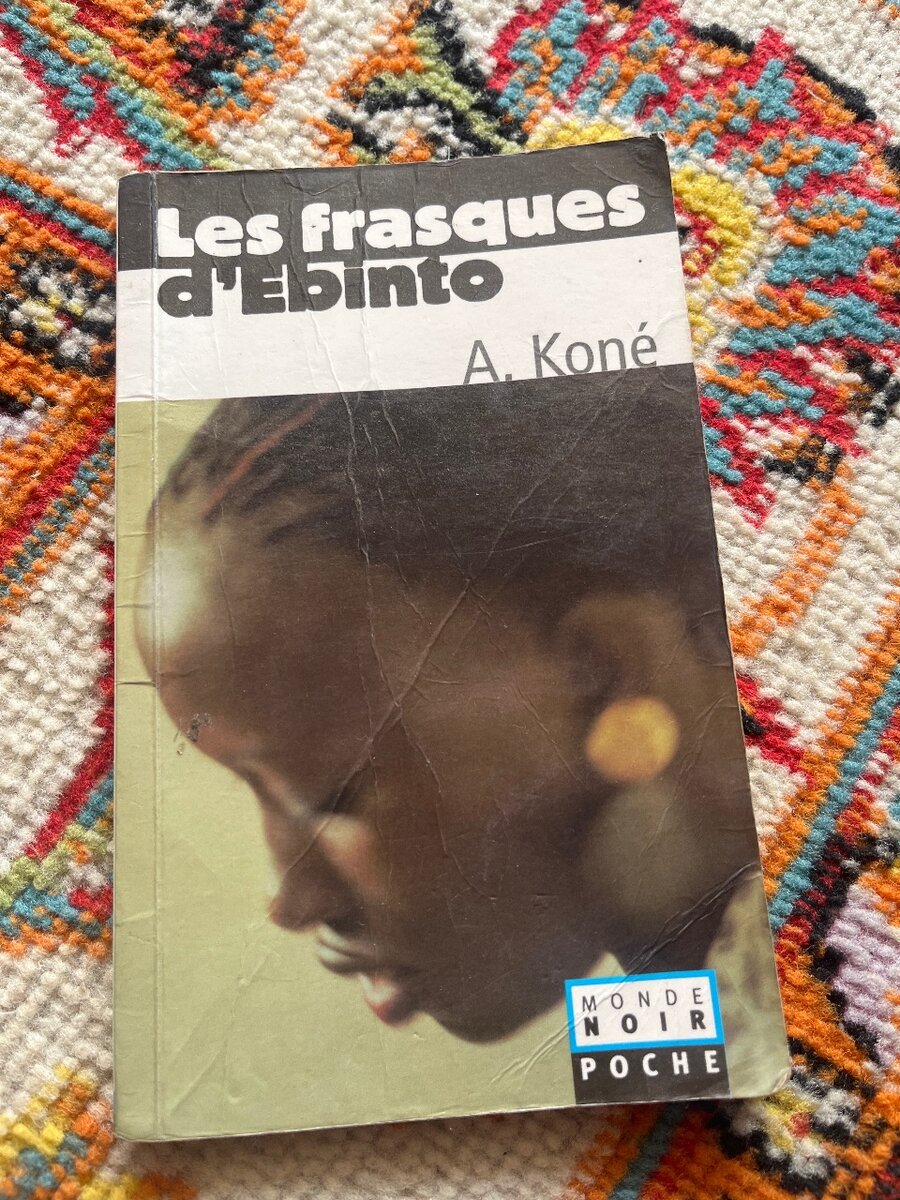 Les frasques
d'Ebinto
A. Koné
MONDE
NOIR
POCHE